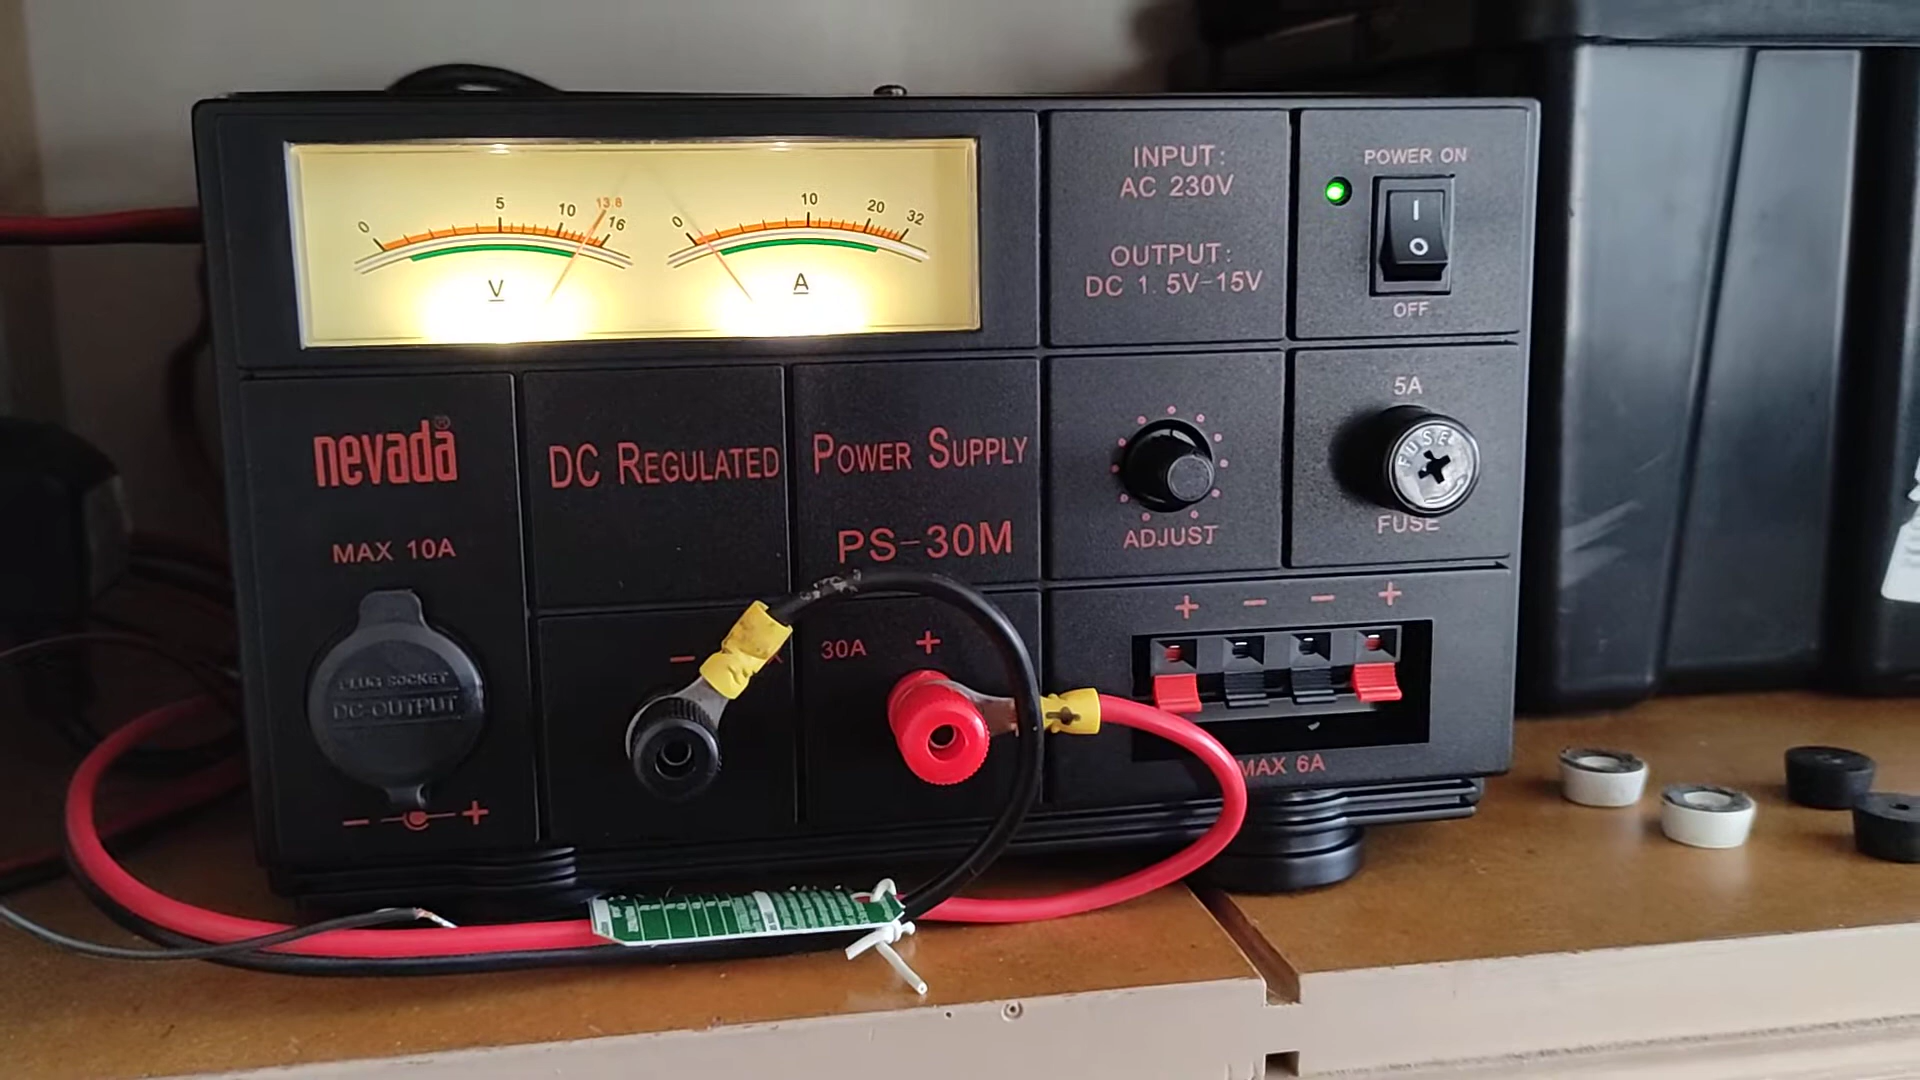 0 5 10 13.8 16
V
0 10 20 32
A
INPUT:
AC 230V
OUTPUT:
DC 1.5V-15V
POWER ON
I
O
OFF
nevada®
DC REGULATED POWER SUPPLY
PS-30M
ADJUST
5A
FUSE
FUSE
MAX 10A
PLUG SOCKET
DC-OUTPUT
- +
-
30A +
+ - - +
MAX 6A